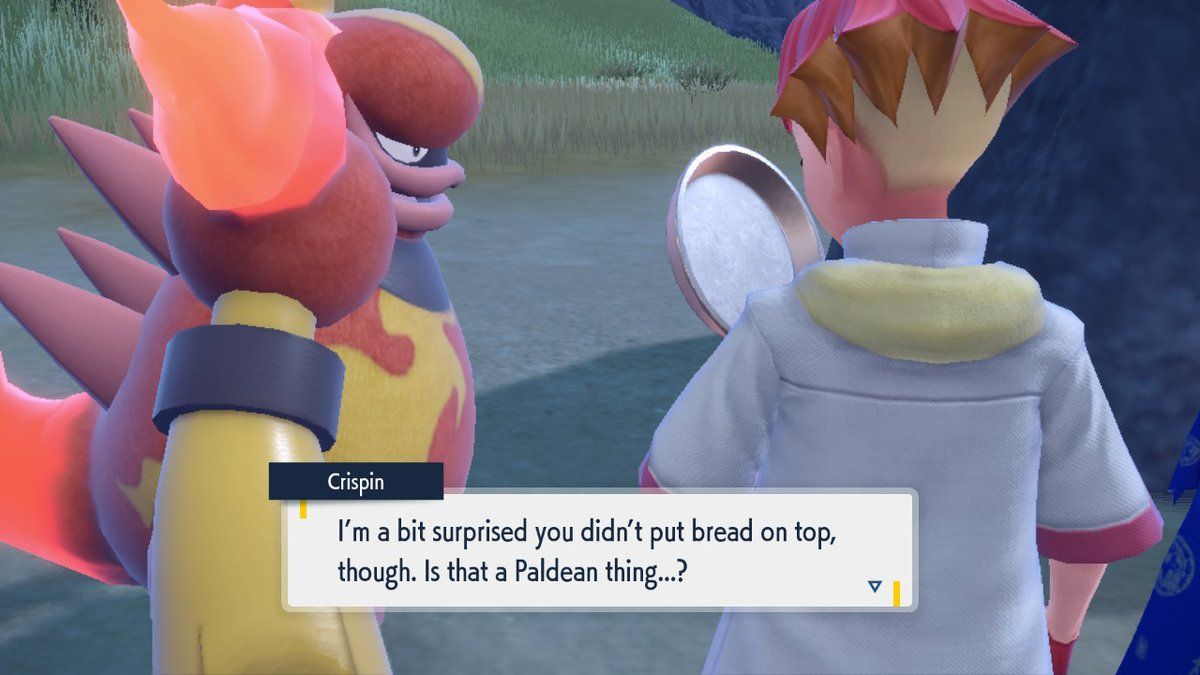 Crispin
I'm a bit surprised you didn't put bread on top,
though. Is that a Paldean thing...?